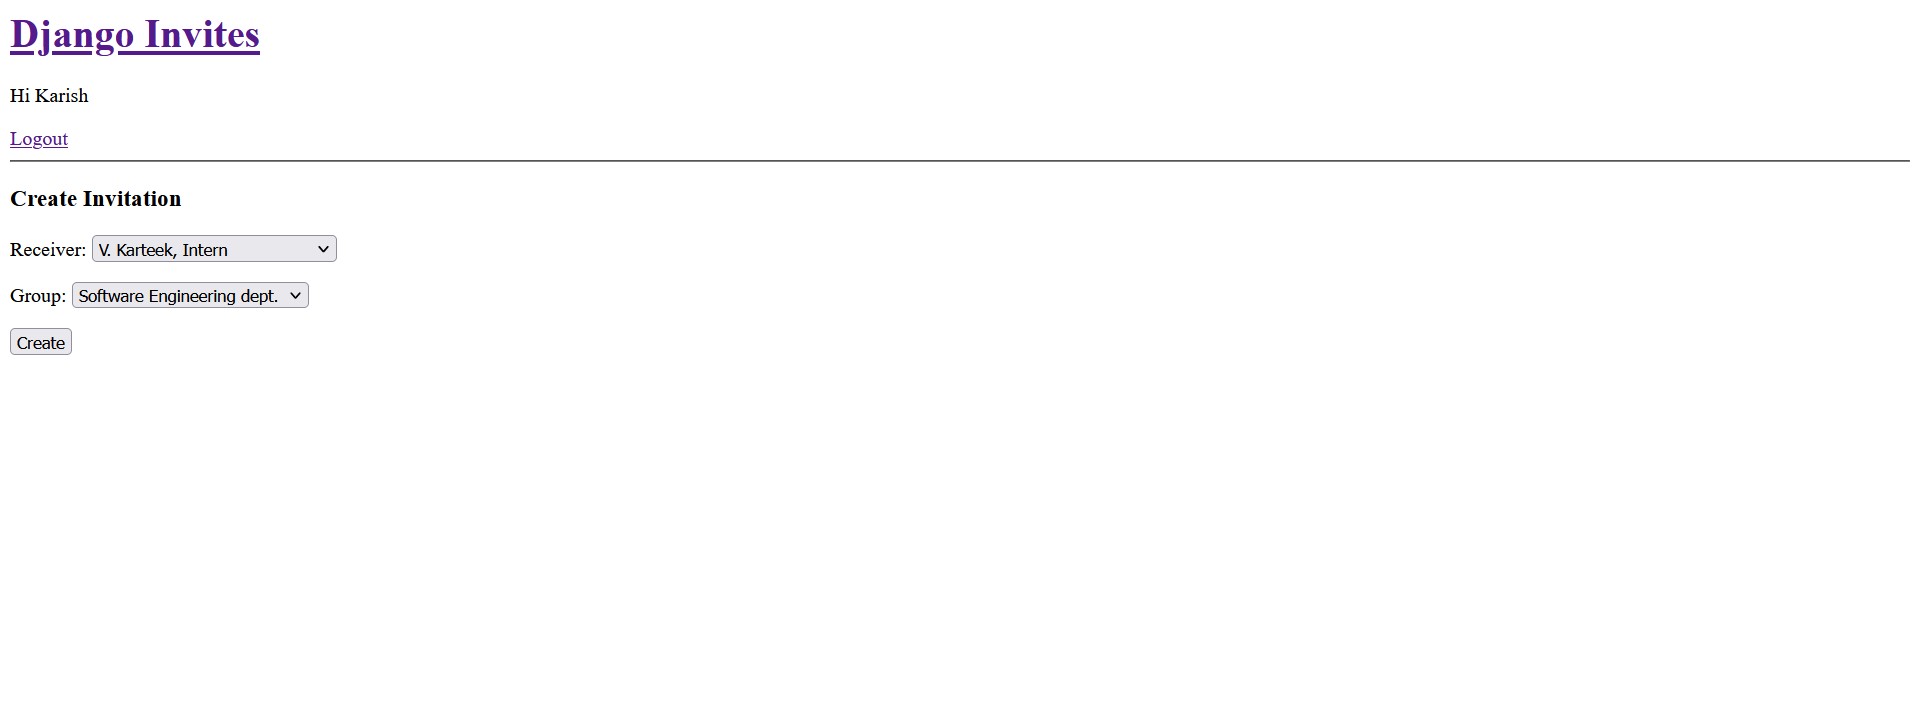 Django Invites
Hi Karish
Logout
Create Invitation
Receiver: V. Karteek, Intern
Group: Software Engineering dept.
Create